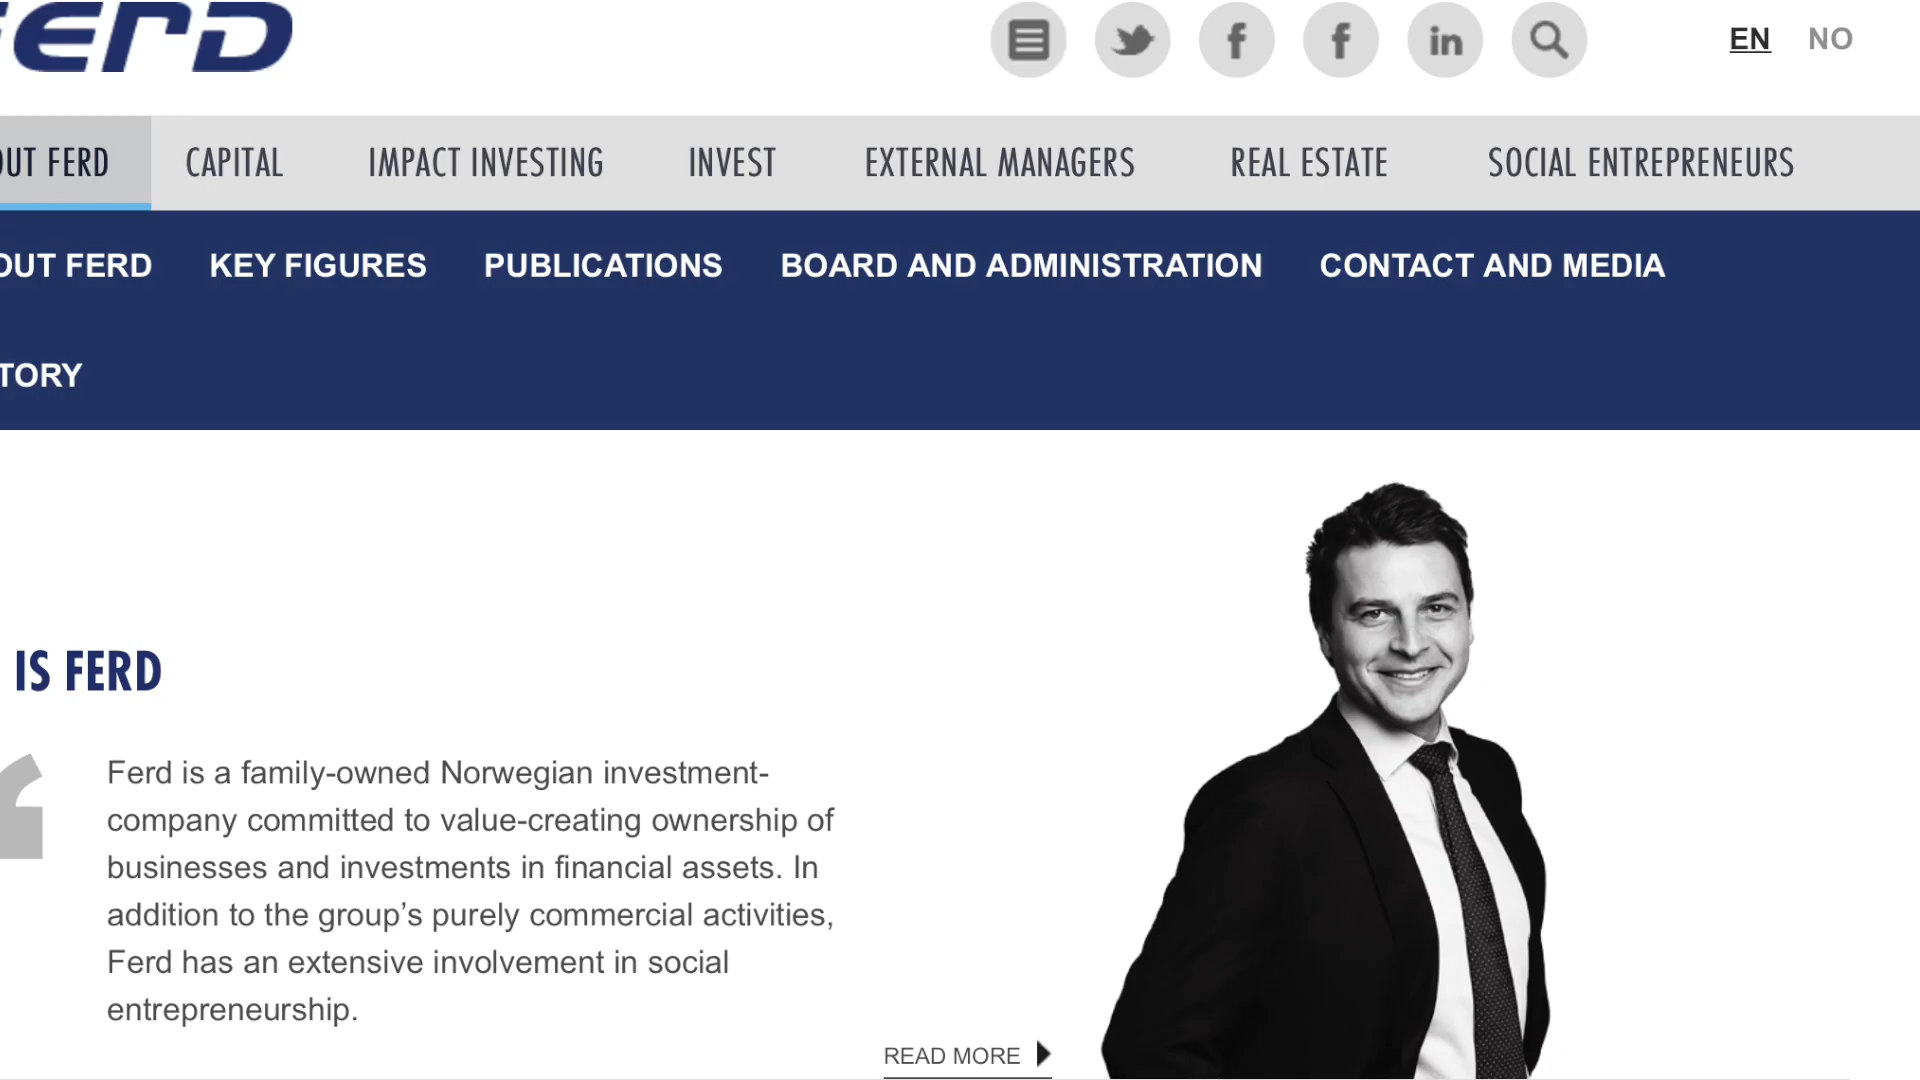 FERD
EN NO
OUT FERD CAPITAL IMPACT INVESTING INVEST EXTERNAL MANAGERS REAL ESTATE SOCIAL ENTREPRENEURS
OUT FERD KEY FIGURES PUBLICATIONS BOARD AND ADMINISTRATION CONTACT AND MEDIA
TORY
IS FERD
Ferd is a family-owned Norwegian investment-
company committed to value-creating ownership of
businesses and investments in financial assets. In
addition to the group’s purely commercial activities,
Ferd has an extensive involvement in social
entrepreneurship.
READ MORE